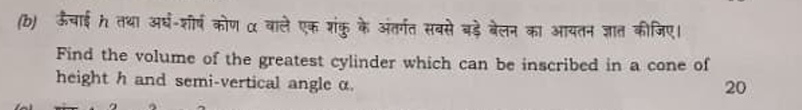 (b) ऊँचाई h तथा अर्ध-शीर्ष कोण α वाले एक शंकु के अंतर्गत सबसे बड़े बेलन का आयतन ज्ञात कीजिए।
Find the volume of the greatest cylinder which can be inscribed in a cone of
height h and semi-vertical angle α.
20